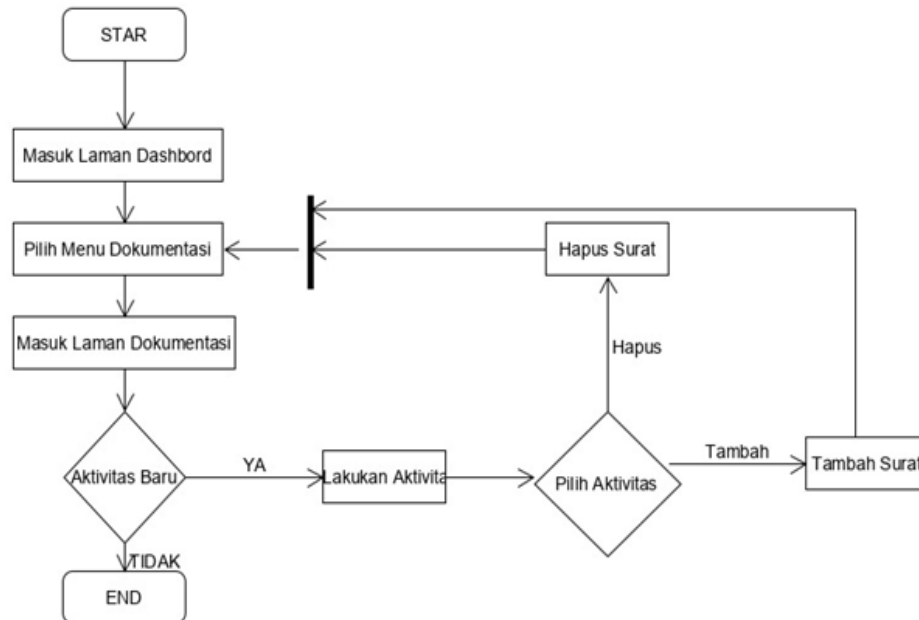 STAR
Masuk Laman Dashbord
Pilih Menu Dokumentasi
Hapus Surat
Masuk Laman Dokumentasi
Hapus
Aktivitas Baru
YA
Lakukan Aktivita
Pilih Aktivitas
Tambah
Tambah Surat
TIDAK
END